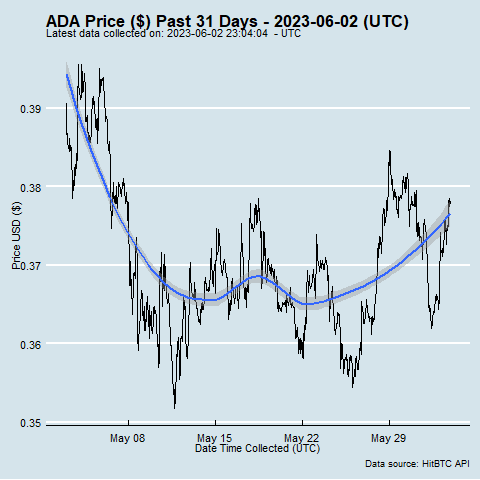 ADA Price ($) Past 31 Days - 2023-06-02 (UTC)
Latest data collected on: 2023-06-02 23:04:04 - UTC
Price USD ($)
0.39
0.38
0.37
0.36
0.35
May 08
May 15
May 22
May 29
Date Time Collected (UTC)
Data source: HitBTC API